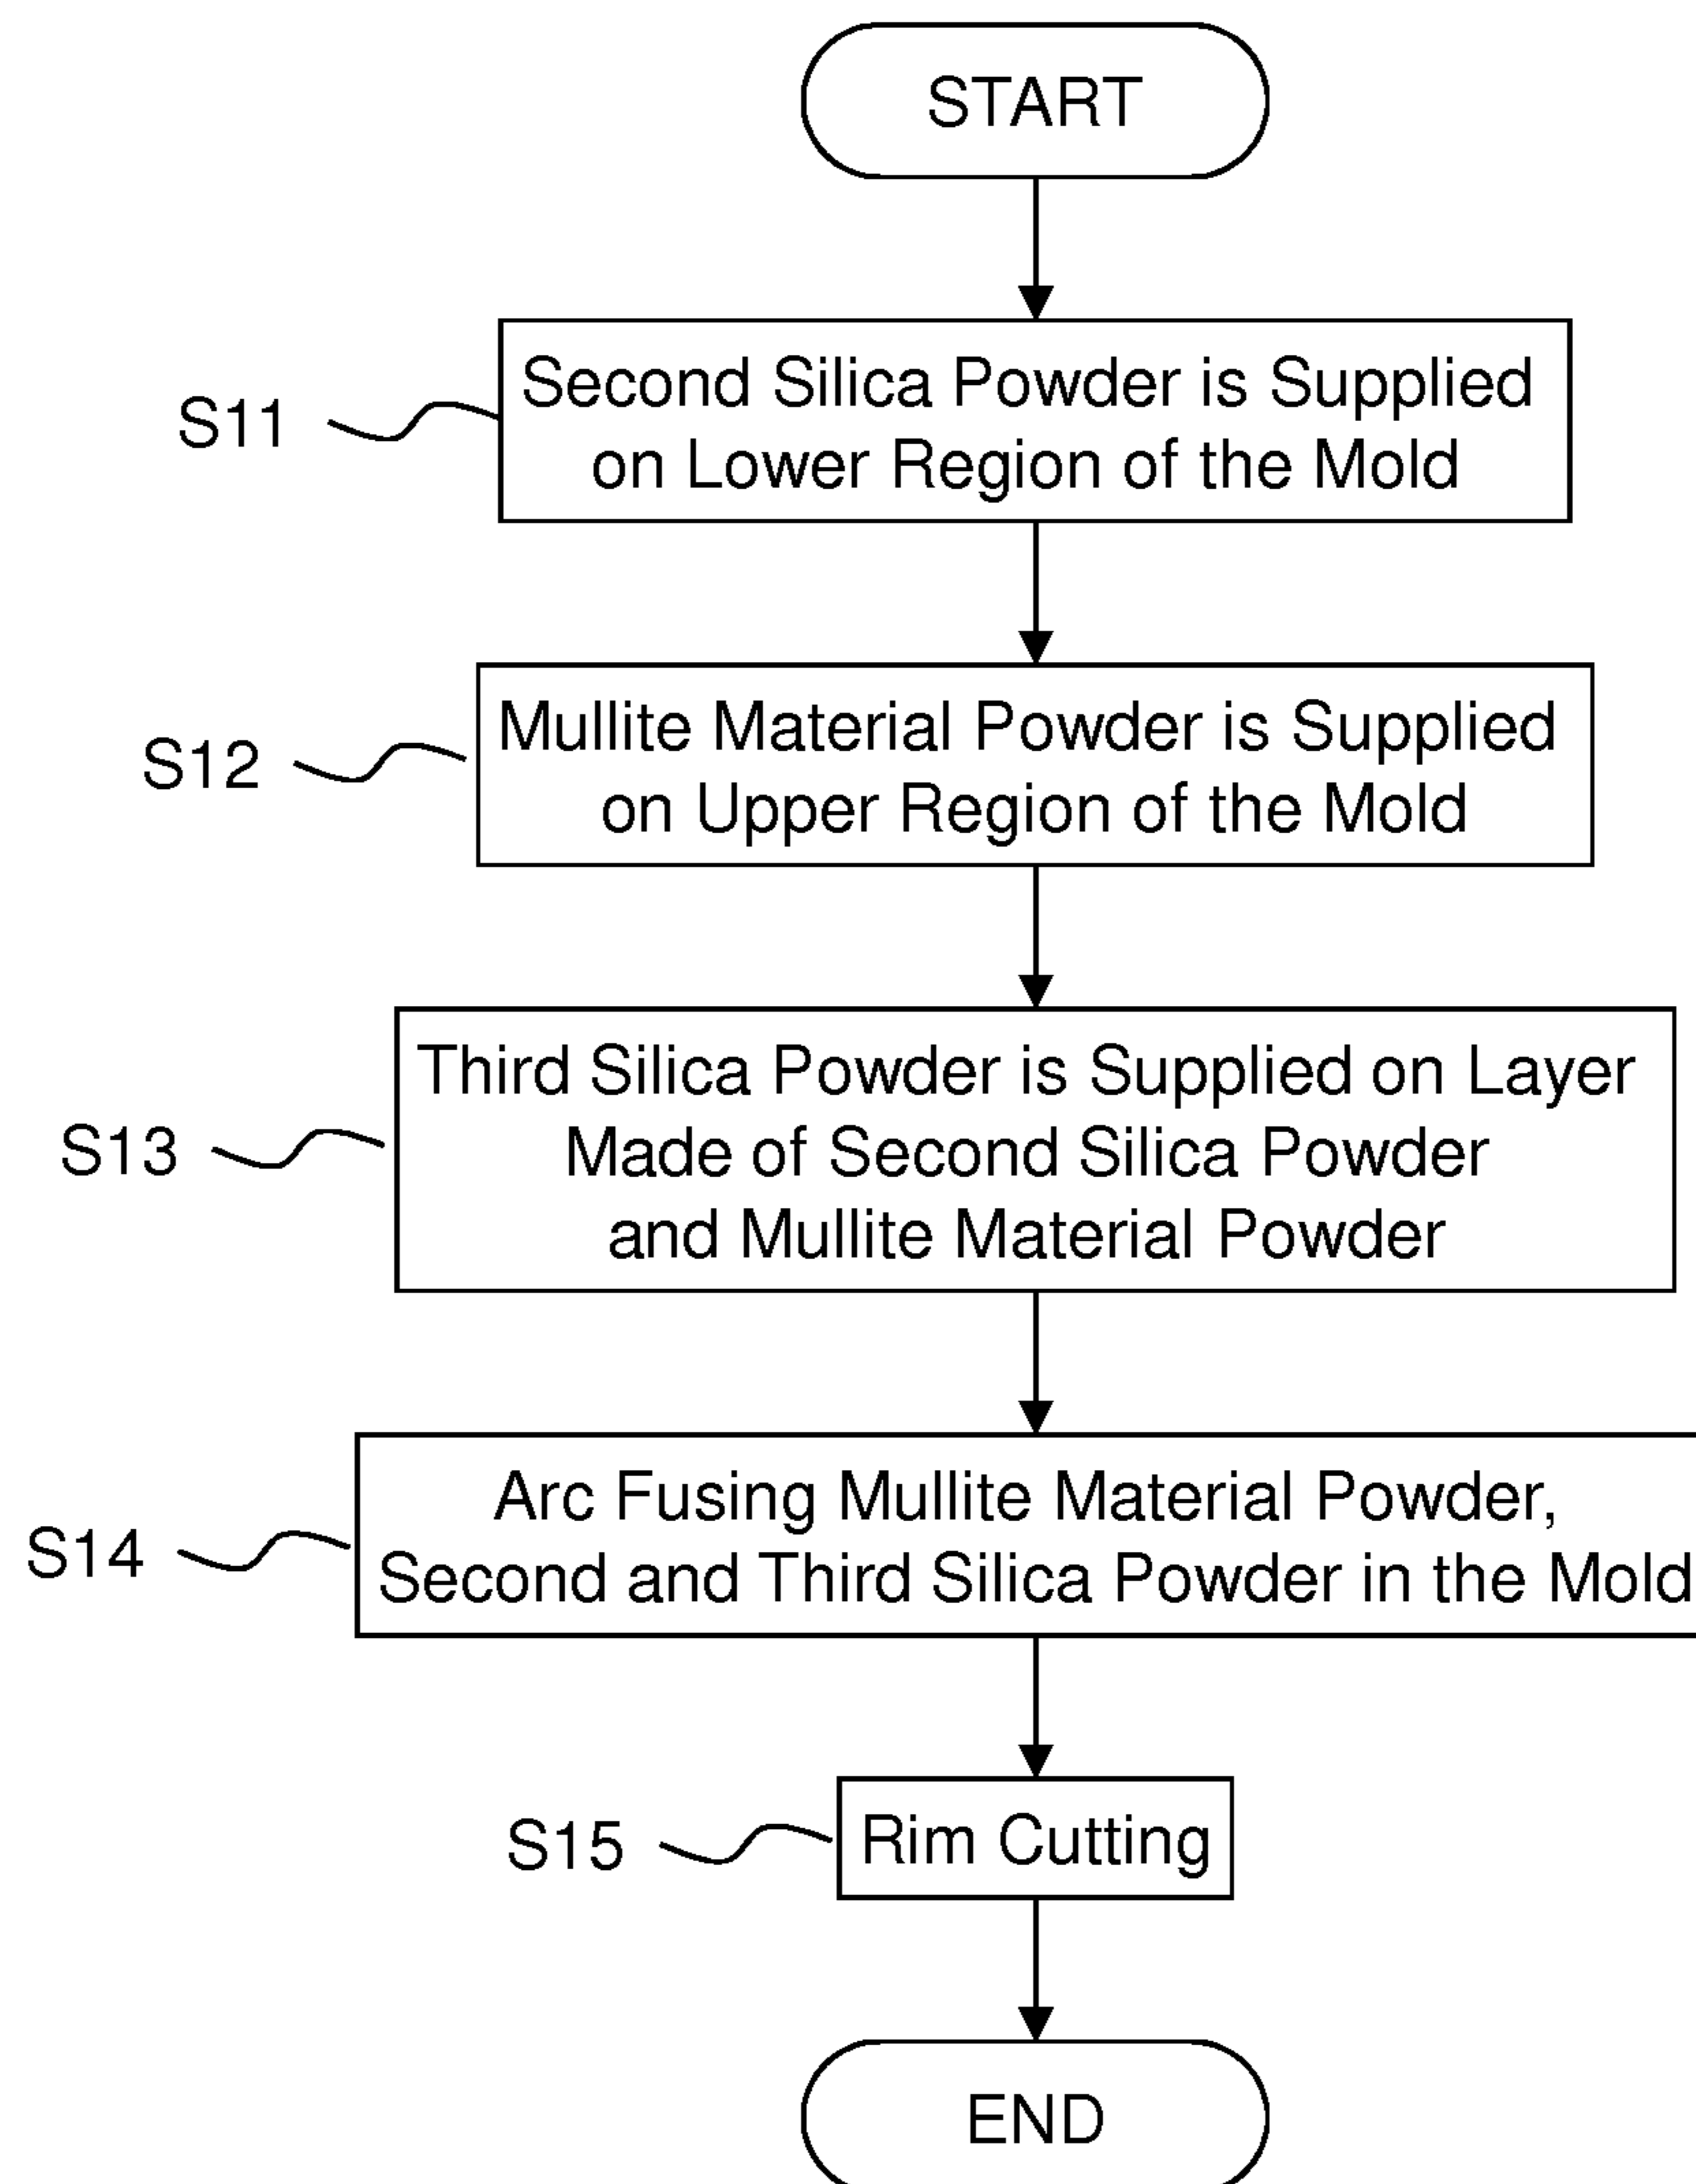 START
S11
Second Silica Powder is Supplied
on Lower Region of the Mold
S12
Mullite Material Powder is Supplied
on Upper Region of the Mold
S13
Third Silica Powder is Supplied on Layer
Made of Second Silica Powder
and Mullite Material Powder
S14
Arc Fusing Mullite Material Powder,
Second and Third Silica Powder in the Mold
S15
Rim Cutting
END